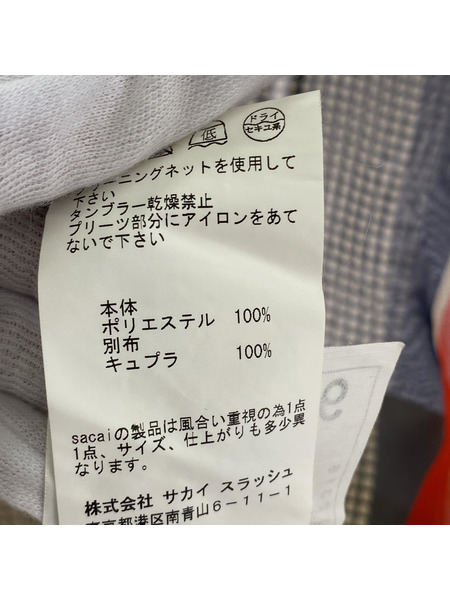 ドライ
セキユ系
低
クリーニングネットを使用して
下さい
タンブラー乾燥禁止
プリーツ部分にアイロンをあて
ないで下さい
本体
ポリエステル 100%
別布
キュプラ 100%
sacaiの製品は風合い重視の為1点
1点、サイズ、仕上がりも多少異
なります。
株式会社 サカイ スラッシュ
東京都港区南青山6-11-1